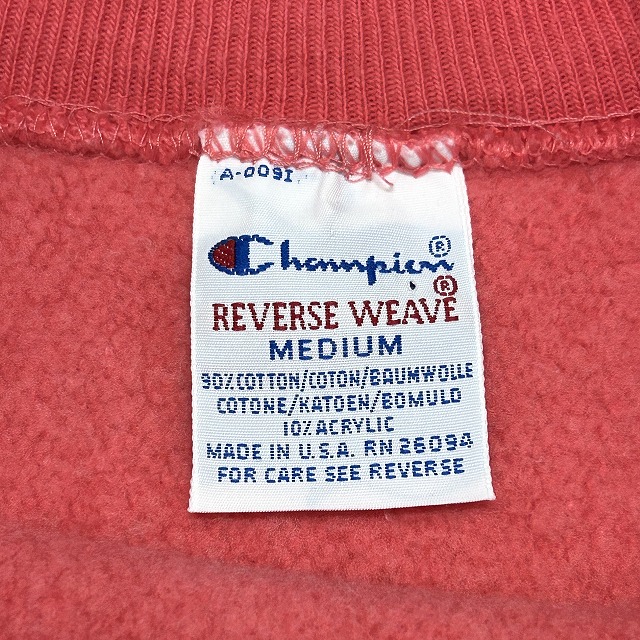 A-0091
Champion®
REVERSE WEAVE®
MEDIUM
90% COTTON/COTON/BAUMWOLLE
COTONE/KATOEN/BOMULD
10% ACRYLIC
MADE IN U.S.A. RN 26094
FOR CARE SEE REVERSE